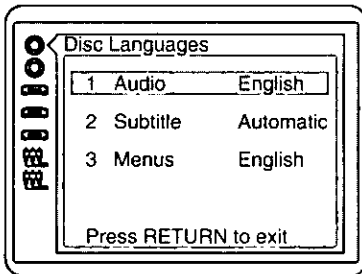 Disc Languages
1 Audio English
2 Subtitle Automatic
3 Menus English
Press RETURN to exit